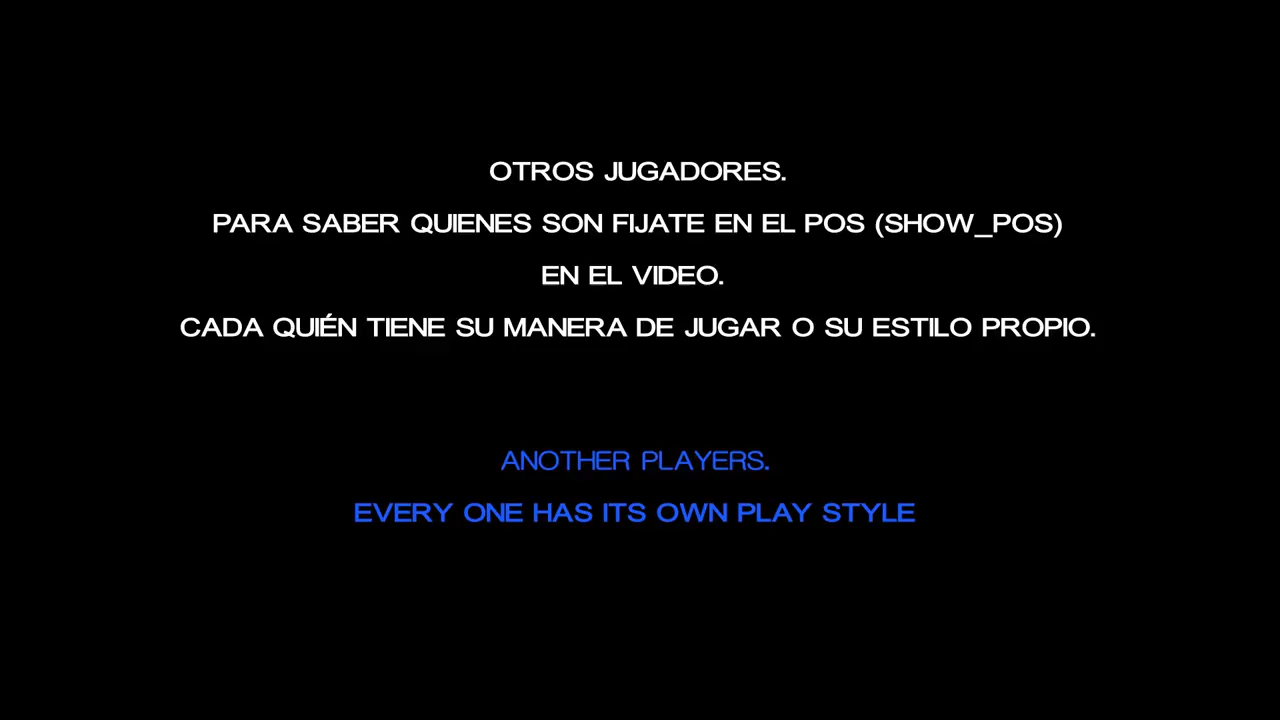 OTROS JUGADORES.
PARA SABER QUIENES SON FIJATE EN EL POS (SHOW_POS)
EN EL VIDEO.
CADA QUIÉN TIENE SU MANERA DE JUGAR O SU ESTILO PROPIO.
ANOTHER PLAYERS.
EVERY ONE HAS ITS OWN PLAY STYLE